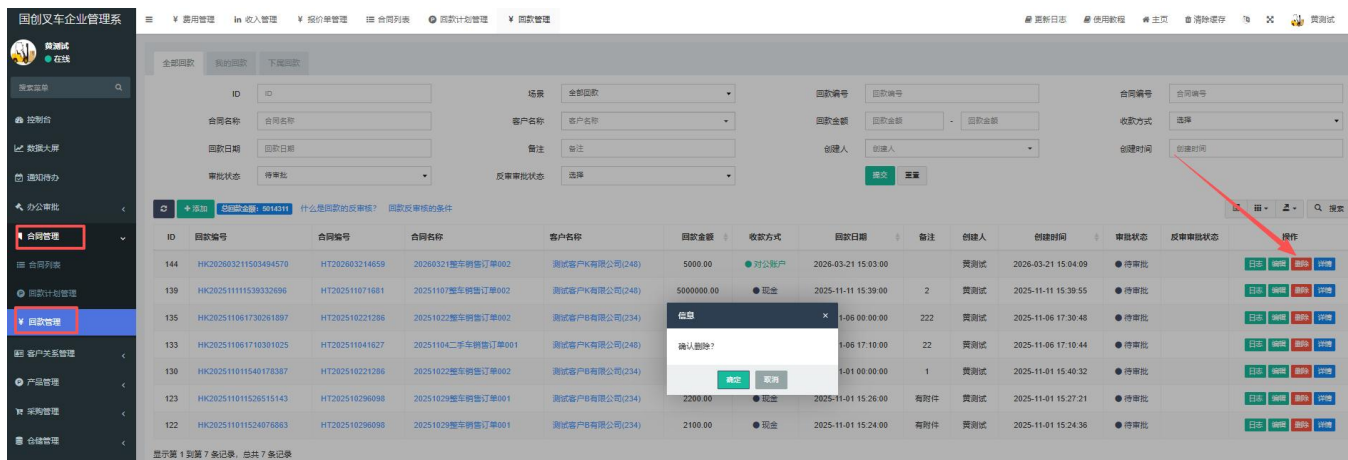 国创叉车企业管理系
¥ 费用管理 in 收入管理 ¥ 报价单管理 合同列表 回款计划管理 ¥ 回款管理 更新日志 使用教程 主页 清除缓存 黄测试
黄测试
在线
搜索菜单
控制台
数据大屏
通知待办
办公审批
合同管理
合同列表
回款计划管理
¥ 回款管理
客户关系管理
产品管理
采购管理
仓储管理
全部回款 我的回款 下属回款
ID ID 场景 全部回款 回款编号 回款编号 合同编号 合同编号
合同名称 合同名称 客户名称 客户名称 回款金额 回款金额 - 回款金额 收款方式 选择
回款日期 回款日期 备注 备注 创建人 创建人 创建时间 创建时间
审批状态 待审批 反审审批状态 选择 提交 重置
+添加 总回款金额：5014311 什么是回款的反审核？ 回款反审核的条件 搜索
ID 回款编号 合同编号 合同名称 客户名称 回款金额 收款方式 回款日期 备注 创建人 创建时间 审批状态 反审审批状态 操作
144 HK202603211503494570 HT202603214659 20260321整车销售订单002 测试客户K有限公司(248) 5000.00 对公账户 2026-03-21 15:03:00 黄测试 2026-03-21 15:04:09 待审批 日志 编辑 删除 详情
139 HK202511111539332696 HT202511071681 20251107整车销售订单002 测试客户K有限公司(248) 5000000.00 现金 2025-11-11 15:39:00 2 黄测试 2025-11-11 15:39:55 待审批 日志 编辑 删除 详情
135 HK202511061730261897 HT202510221286 20251022整车销售订单002 测试客户B有限公司(234) 1-06 00:00:00 222 黄测试 2025-11-06 17:30:48 待审批 日志 编辑 删除 详情
133 HK202511061710301025 HT202511041627 20251104二手车销售订单001 测试客户K有限公司(248) 1-06 17:10:00 22 黄测试 2025-11-06 17:10:44 待审批 日志 编辑 删除 详情
130 HK202511011540178387 HT202510221286 20251022整车销售订单002 测试客户B有限公司(234) 1-01 00:00:00 1 黄测试 2025-11-01 15:40:32 待审批 日志 编辑 删除 详情
123 HK202511011526515143 HT202510296098 20251029整车销售订单001 测试客户B有限公司(234) 2200.00 现金 2025-11-01 15:26:00 有附件 黄测试 2025-11-01 15:27:21 待审批 日志 编辑 删除 详情
122 HK202511011524076863 HT202510296098 20251029整车销售订单001 测试客户B有限公司(234) 2100.00 现金 2025-11-01 15:24:00 有附件 黄测试 2025-11-01 15:24:36 待审批 日志 编辑 删除 详情
显示第 1 到第 7 条记录，总共 7 条记录
信息 ×
确认删除？
确定 取消